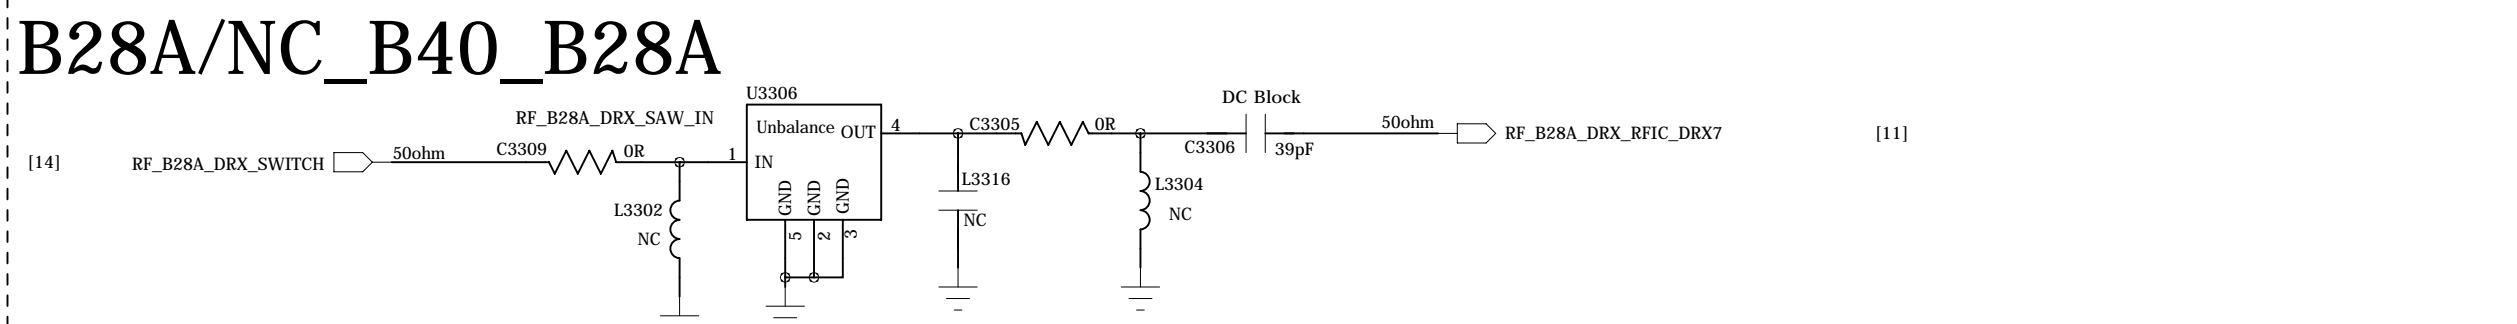 B28A/NC_B40_B28A
U3306
DC Block
RF_B28A_DRX_SAW_IN
Unbalance
OUT
4
C3305
0R
50ohm
RF_B28A_DRX_RFIC_DRX7
[11]
C3306
39pF
[14]
RF_B28A_DRX_SWITCH
50ohm
C3309
0R
1
IN
GND
GND
GND
L3316
NC
L3304
NC
L3302
NC
5
2
3